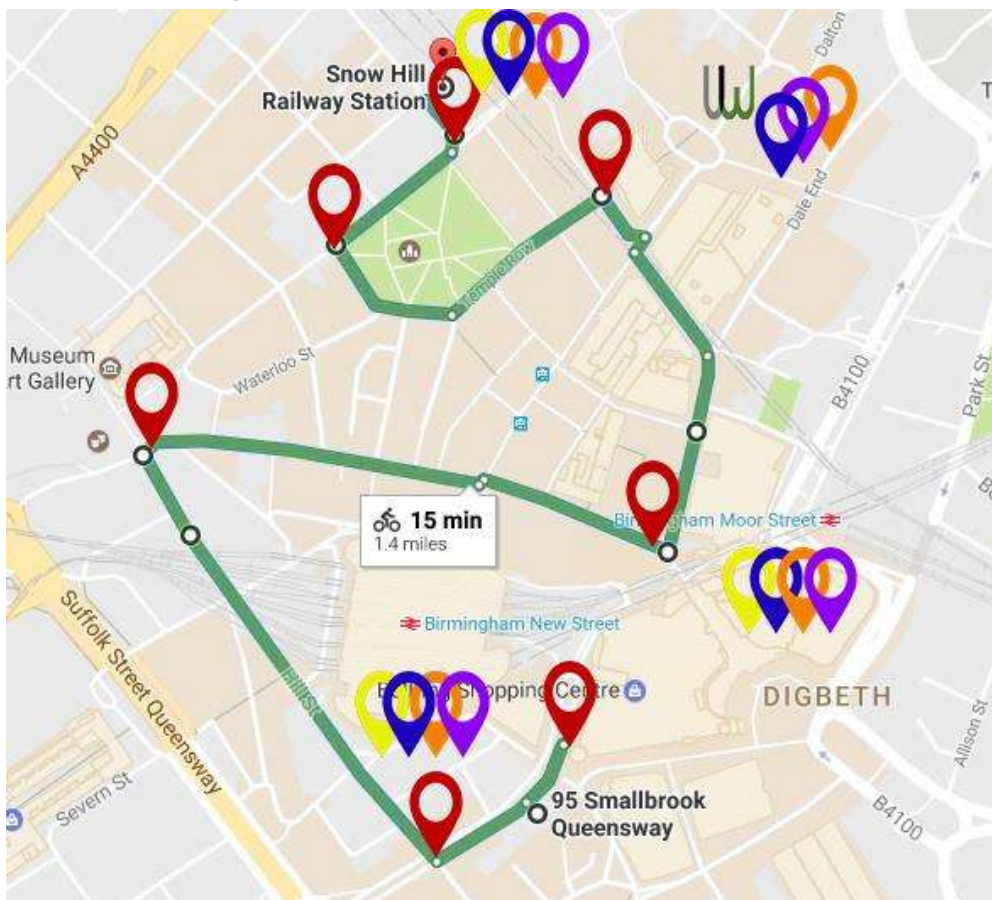 Snow Hill
Railway Station
Dalton
A4400
Dale End
Temple Row
Museum
rt Gallery
Waterloo St
B4100
Park St
15 min
1.4 miles
Birmingham Moor Street
Birmingham New Street
Suffolk Street Queensway
Hill St
Shopping Centre
DIGBETH
Allison St
Severn St
95 Smallbrook
Queensway
B4100